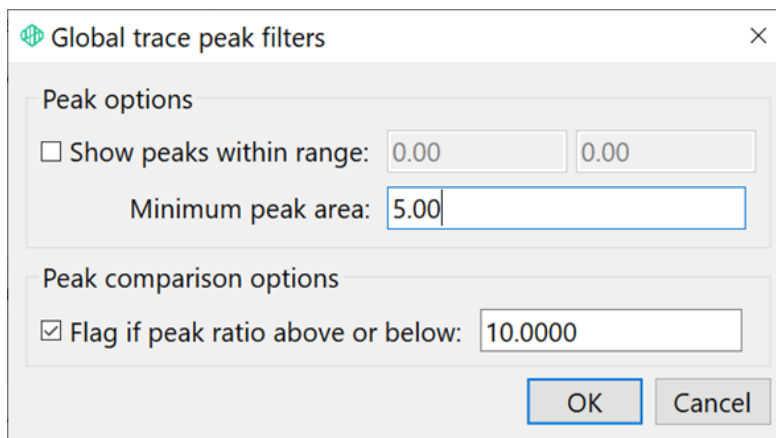 Global trace peak filters
Peak options
Show peaks within range: 0.00 0.00
Minimum peak area: 5.00
Peak comparison options
Flag if peak ratio above or below: 10.0000
OK Cancel